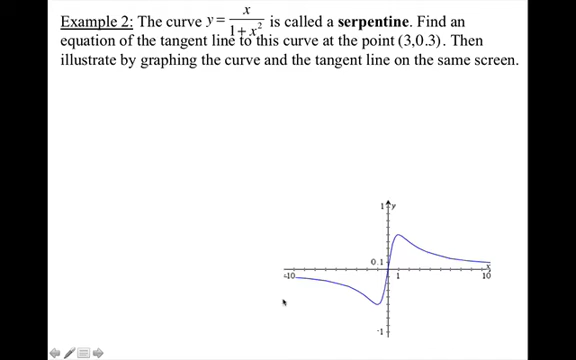 Example 2: The curve y = x / (1 + x²) is called a serpentine. Find an
equation of the tangent line to this curve at the point (3,0.3). Then
illustrate by graphing the curve and the tangent line on the same screen.
1 y
0.1
x
-10 1 10
-1